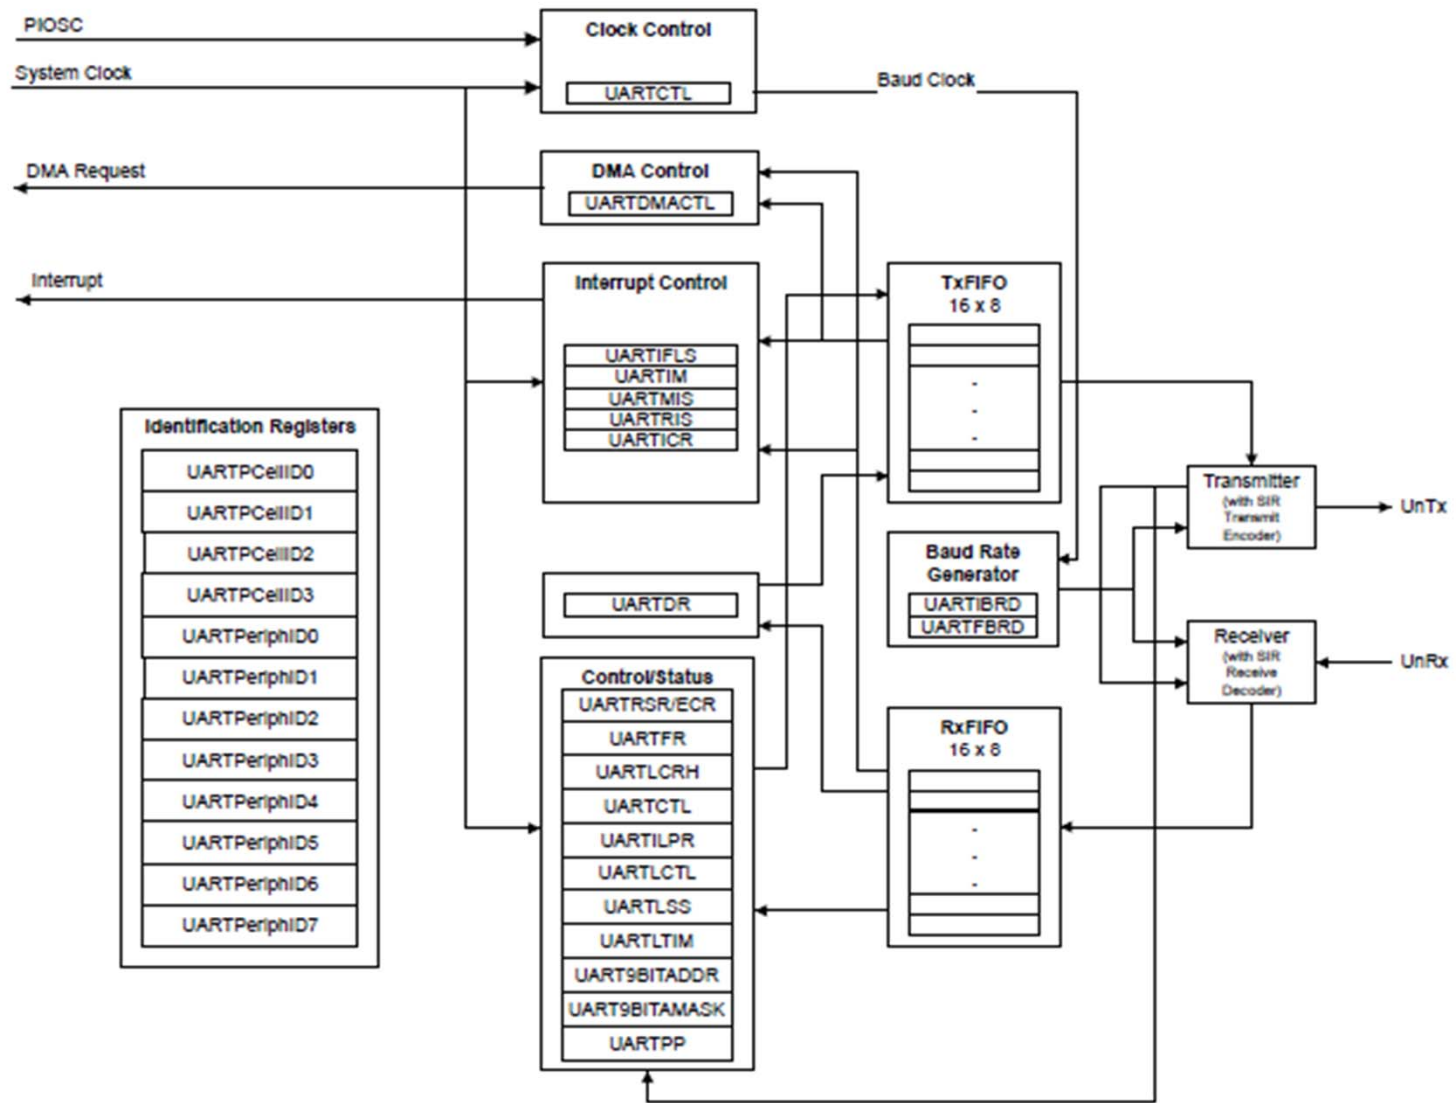 PIOSC
System Clock
Clock Control
UARTCTL
Baud Clock
DMA Request
DMA Control
UARTDMACTL
Interrupt
Interrupt Control
UARTIFLS
UARTIM
UARTMIS
UARTRIS
UARTICR
TxFIFO
16 x 8
Identification Registers
UARTPCellID0
UARTPCellID1
UARTPCellID2
UARTPCellID3
UARTPeriphID0
UARTPeriphID1
UARTPeriphID2
UARTPeriphID3
UARTPeriphID4
UARTPeriphID5
UARTPeriphID6
UARTPeriphID7
UARTDR
Baud Rate
Generator
UARTIBRD
UARTFBRD
Transmitter
(with SIR
Transmit
Encoder)
UnTx
Receiver
(with SIR
Receive
Decoder)
UnRx
Control/Status
UARTRSR/ECR
UARTFR
UARTLCRH
UARTCTL
UARTILPR
UARTLCTL
UARTLSS
UARTLTIM
UART9BITADDR
UART9BITAMASK
UARTPP
RxFIFO
16 x 8